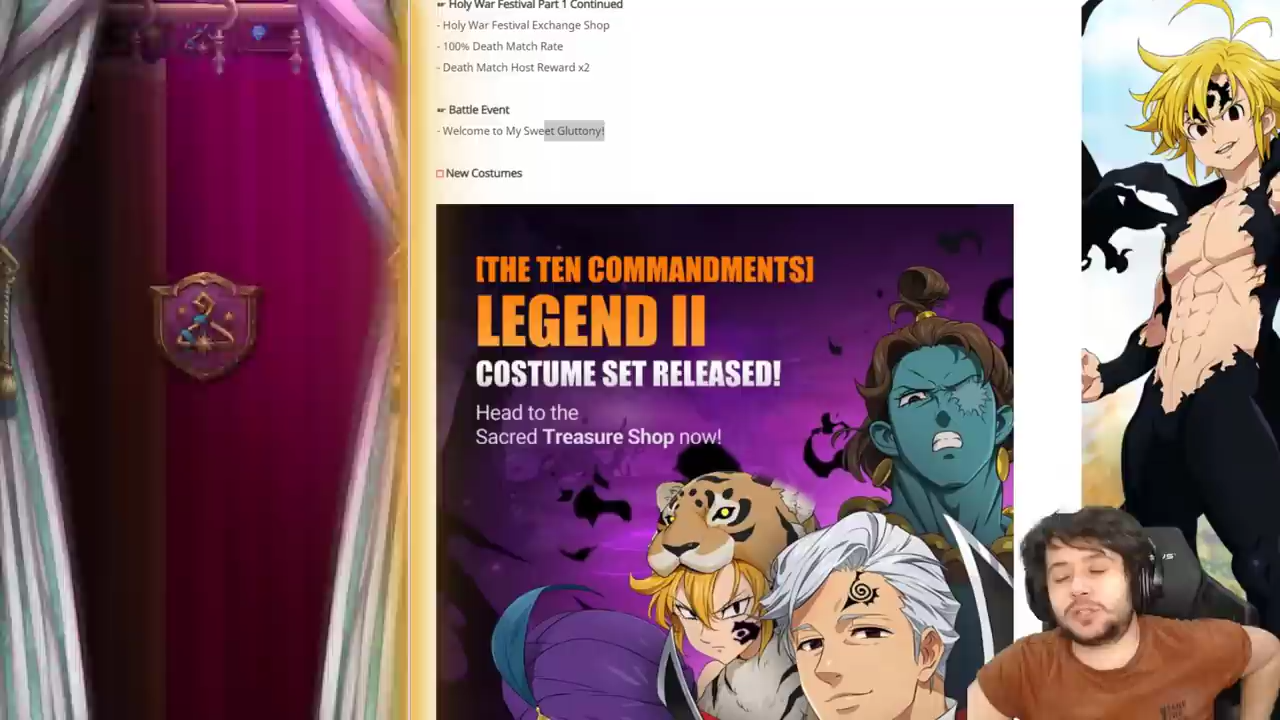 ☛ Holy War Festival Part 1 Continued
- Holy War Festival Exchange Shop
- 100% Death Match Rate
- Death Match Host Reward x2
☛ Battle Event
- Welcome to My Sweet Gluttony!
□ New Costumes
[THE TEN COMMANDMENTS]
LEGEND II
COSTUME SET RELEASED!
Head to the
Sacred Treasure Shop now!